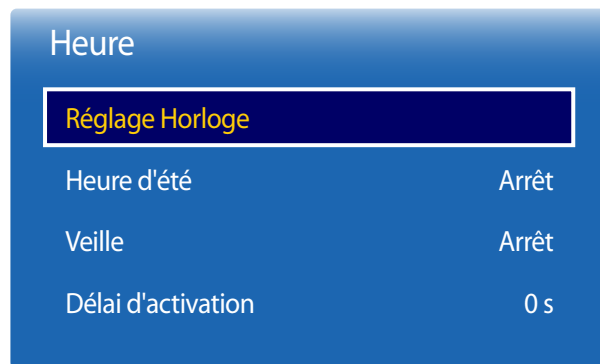 Heure
Réglage Horloge
Heure d'été Arrêt
Veille Arrêt
Délai d'activation 0 s